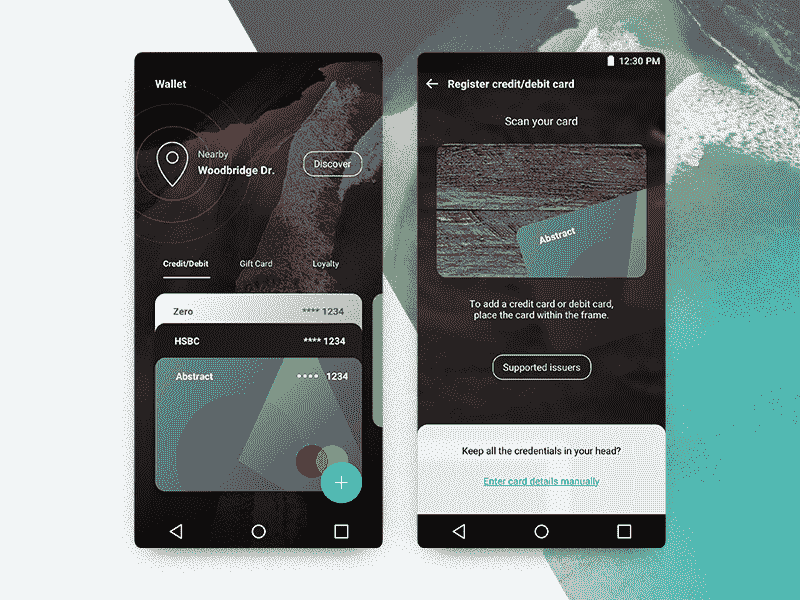 Wallet
Nearby
Woodbridge Dr.
Discover
Credit/Debit Gift Card Loyalty
Zero **** 1234
HSBC **** 1234
Abstract •••• 1234
12:30 PM
Register credit/debit card
Scan your card
Abstract
To add a credit card or debit card,
place the card within the frame.
Supported issuers
Keep all the credentials in your head?
Enter card details manually